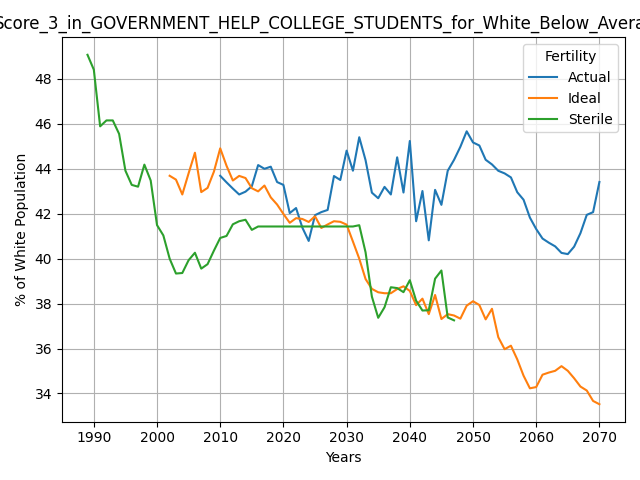 Score_3_in_GOVERNMENT_HELP_COLLEGE_STUDENTS_for_White_Below_Avera
Fertility
Actual
Ideal
Sterile
48
46
44
42
40
38
36
34
% of White Population
1990 2000 2010 2020 2030 2040 2050 2060 2070
Years